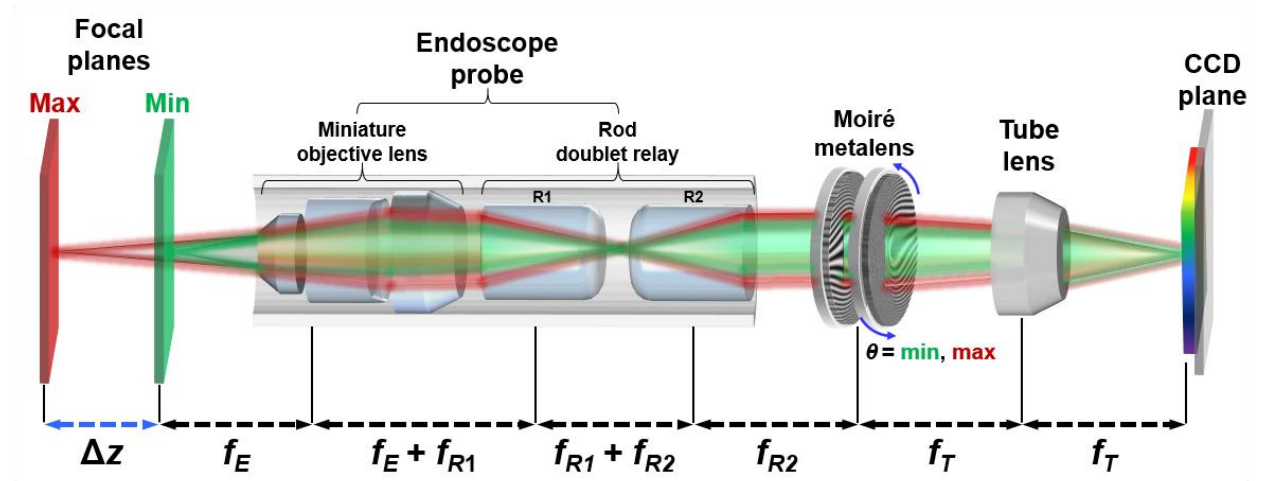 Focal
planes
Max
Min
Endoscope
probe
Miniature
objective lens
Rod
doublet relay
R1
R2
Moiré
metalens
θ = min, max
Tube
lens
CCD
plane
Δz
f_E
f_E + f_R1
f_R1 + f_R2
f_R2
f_T
f_T